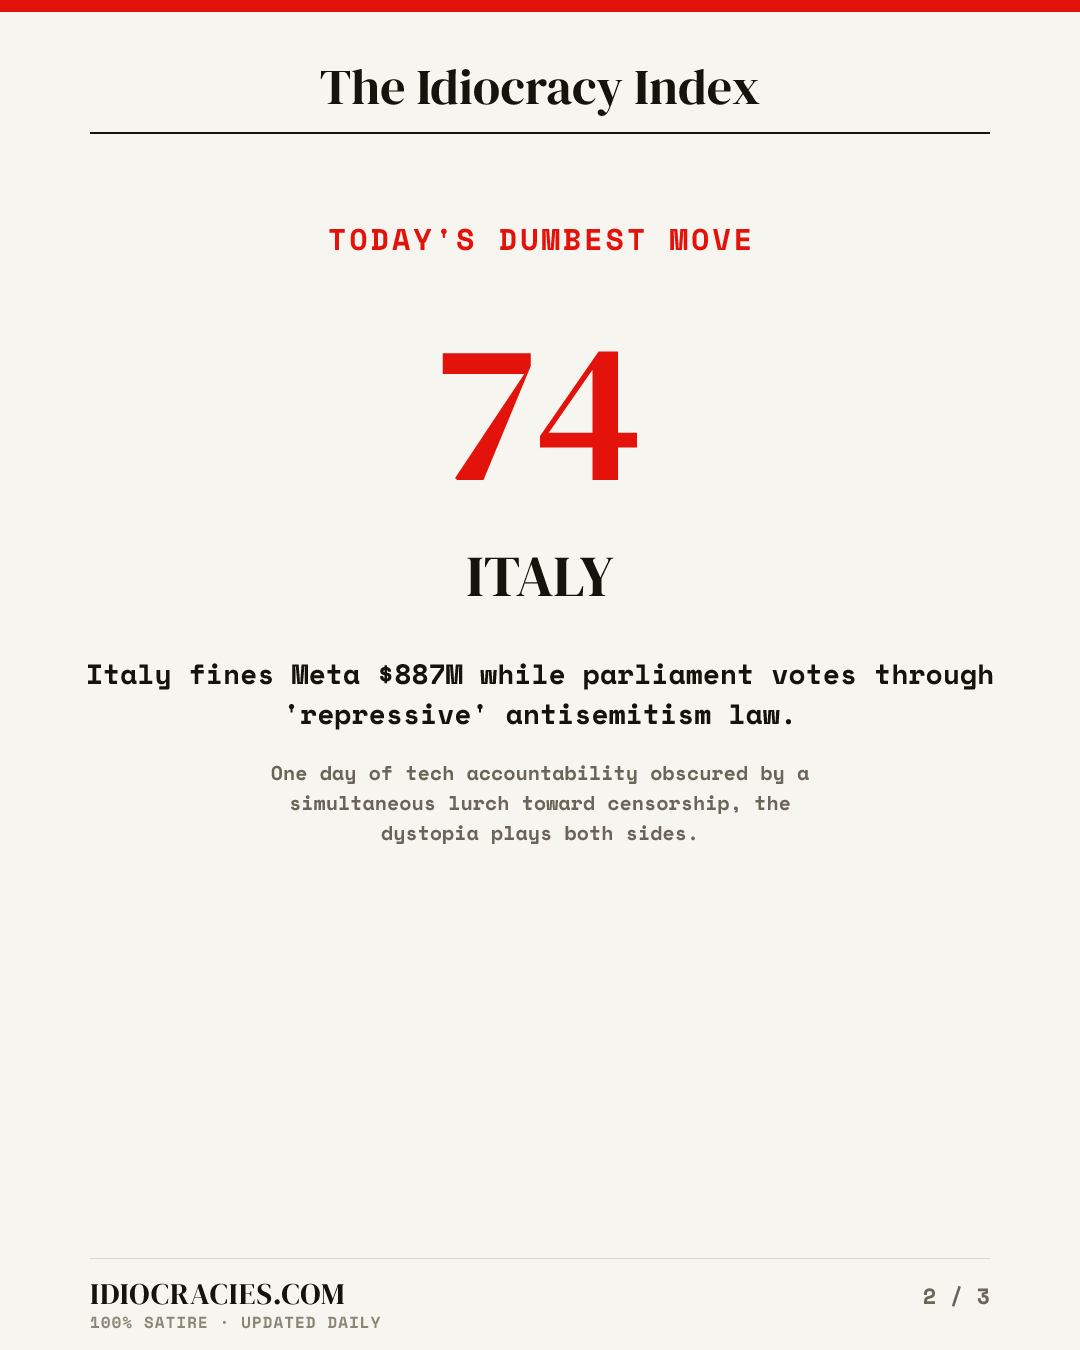 The Idiocracy Index
TODAY'S DUMBEST MOVE
74
ITALY
Italy fines Meta $887M while parliament votes through
'repressive' antisemitism law.
One day of tech accountability obscured by a
simultaneous lurch toward censorship, the
dystopia plays both sides.
IDIOCRACIES.COM
2 / 3
100% SATIRE · UPDATED DAILY